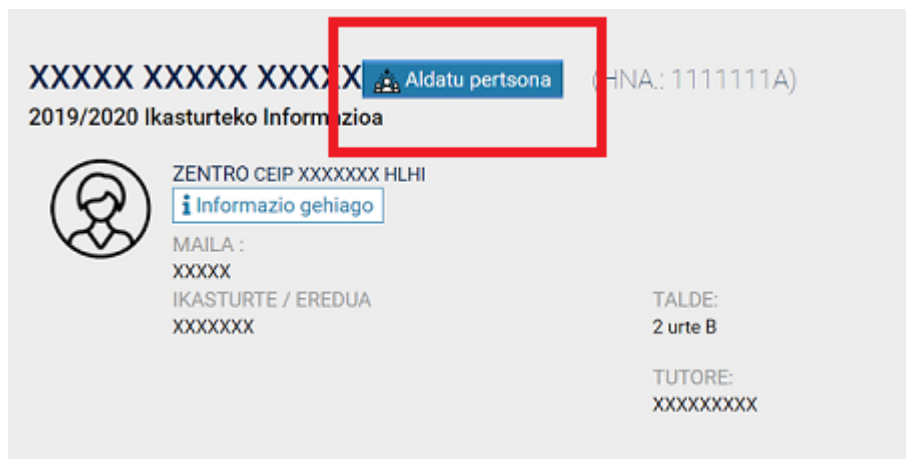 XXXXX XXXXX XXXXX Aldatu pertsona (HNA.: 1111111A)
2019/2020 Ikasturteko Informazioa
ZENTRO CEIP XXXXXXX HLHI
i Informazio gehiago
MAILA :
XXXXX
IKASTURTE / EREDUA TALDE:
XXXXXXX 2 urte B
TUTORE:
XXXXXXXXX